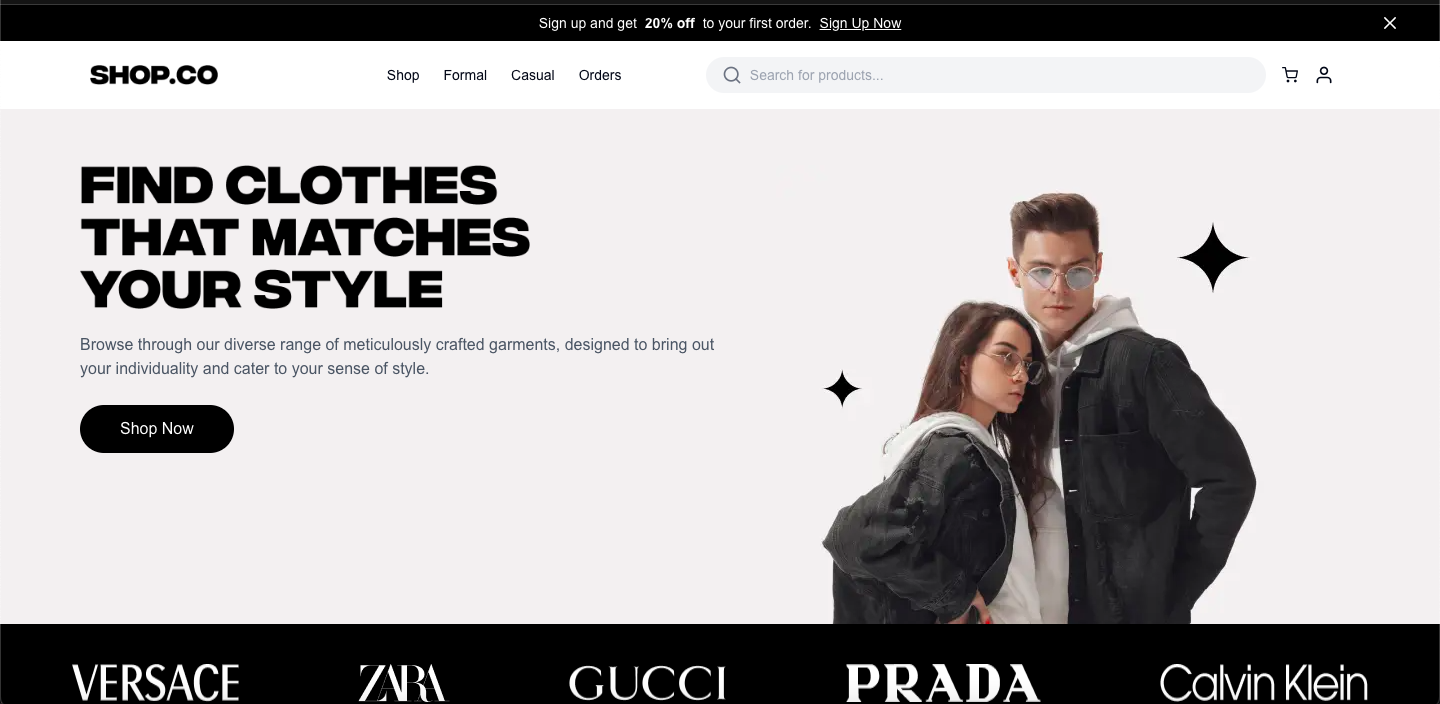 Sign up and get 20% off to your first order. Sign Up Now
SHOP.CO
Shop Formal Casual Orders
Search for products...
FIND CLOTHES
THAT MATCHES
YOUR STYLE
Browse through our diverse range of meticulously crafted garments, designed to bring out
your individuality and cater to your sense of style.
Shop Now
VERSACE ZARA GUCCI PRADA Calvin Klein